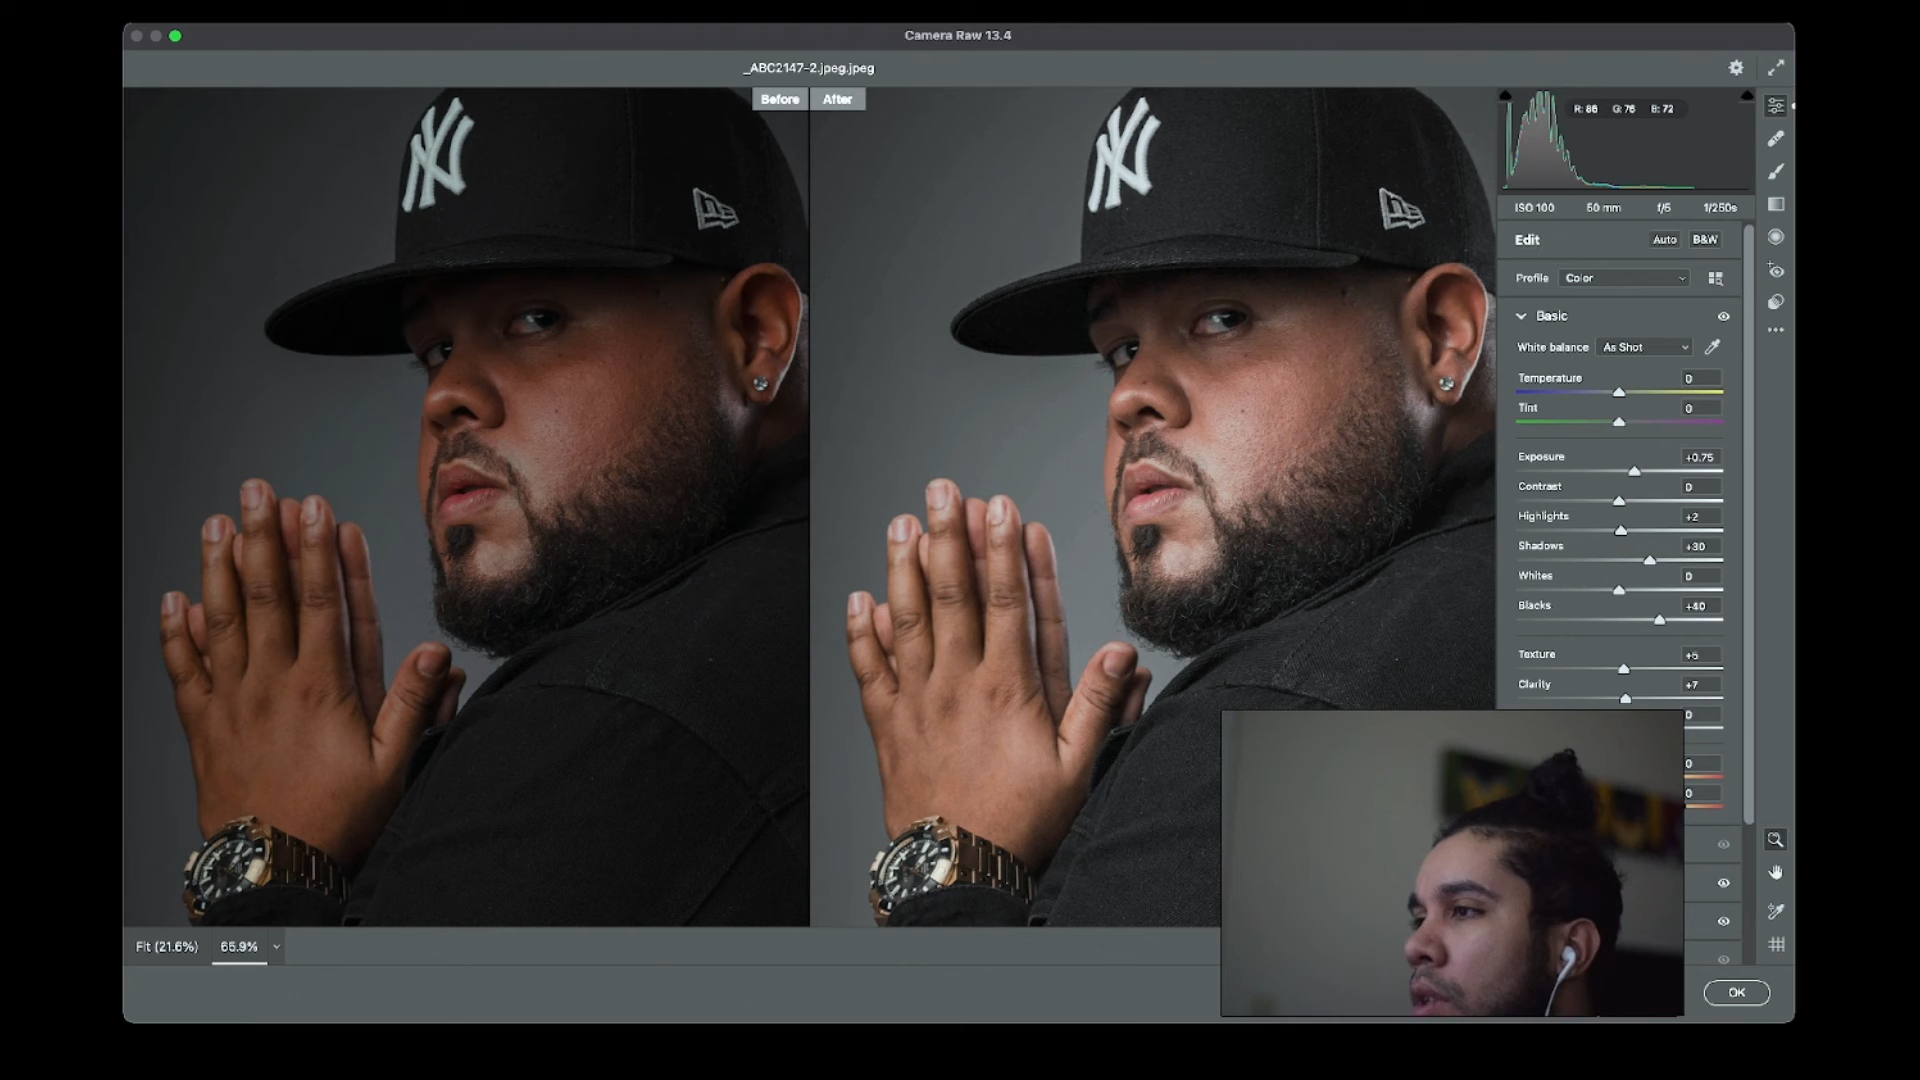 Camera Raw 13.4
_ABC2147-2.jpeg.jpeg
Before After
NY
R: 86 G: 76 B: 72
ISO 100 50 mm f/5 1/250s
Edit Auto B&W
Profile Color
Basic
White balance As Shot
Temperature 0
Tint 0
Exposure +0.75
Contrast 0
Highlights +2
Shadows +30
Whites 0
Blacks +40
Texture +5
Clarity +7
0
0
0
Fit (21.6%) 65.9%
OK